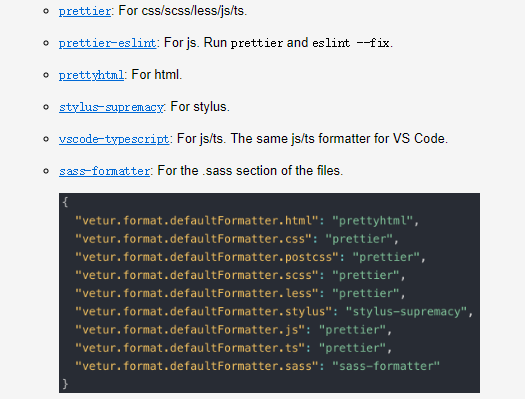 prettier: For css/scss/less/js/ts.
prettier-eslint: For js. Run prettier and eslint --fix.
prettyhtml: For html.
stylus-supremacy: For stylus.
vscode-typescript: For js/ts. The same js/ts formatter for VS Code.
sass-formatter: For the .sass section of the files.
{
"vetur.format.defaultFormatter.html": "prettyhtml",
"vetur.format.defaultFormatter.css": "prettier",
"vetur.format.defaultFormatter.postcss": "prettier",
"vetur.format.defaultFormatter.scss": "prettier",
"vetur.format.defaultFormatter.less": "prettier",
"vetur.format.defaultFormatter.stylus": "stylus-supremacy",
"vetur.format.defaultFormatter.js": "prettier",
"vetur.format.defaultFormatter.ts": "prettier",
"vetur.format.defaultFormatter.sass": "sass-formatter"
}